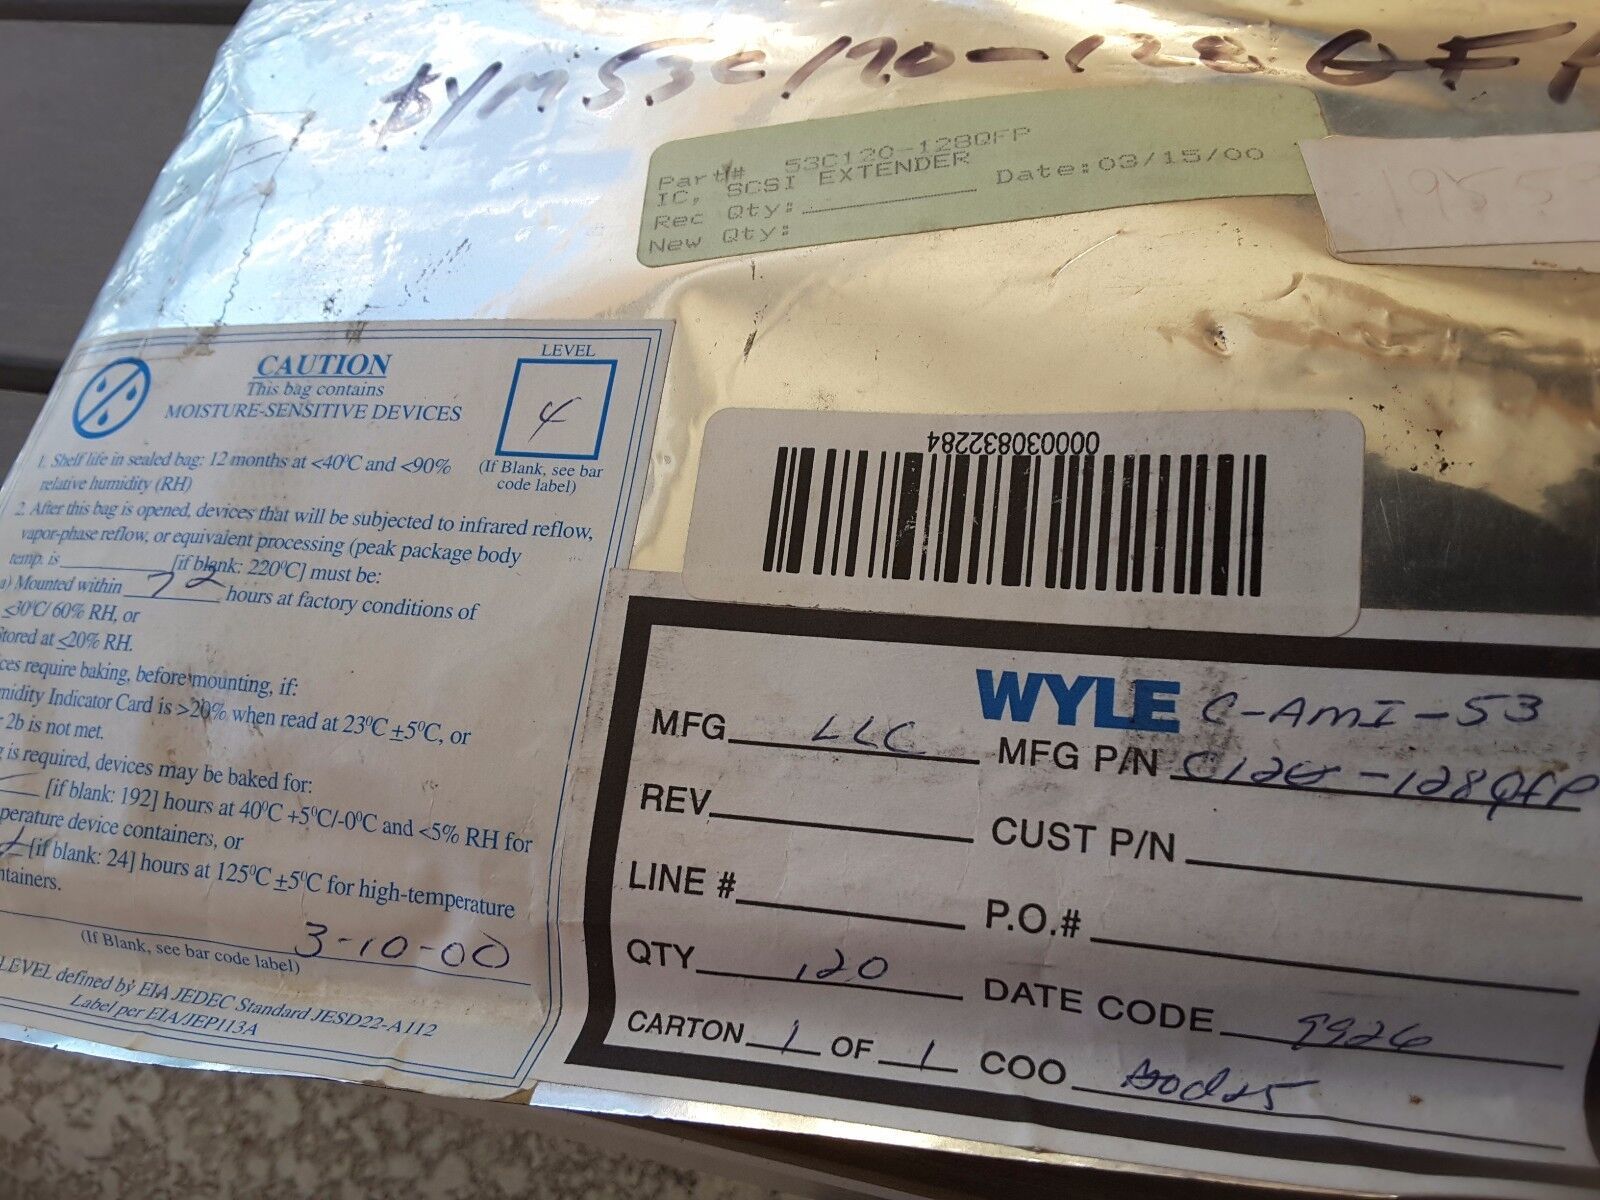 SYM53C120-128QFP
Part# 53C120-128QFP
IC, SCSI EXTENDER
Rec Qty: Date:03/15/00
New Qty:
CAUTION
This bag contains
MOISTURE-SENSITIVE DEVICES
LEVEL
4
(If Blank, see bar
code label)
1. Shelf life in sealed bag: 12 months at <40°C and <90%
relative humidity (RH)
2. After this bag is opened, devices that will be subjected to infrared reflow,
vapor-phase reflow, or equivalent processing (peak package body
temp. is [if blank: 220°C] must be:
a) Mounted within 72 hours at factory conditions of
≤30°C/ 60% RH, or
Stored at ≤20% RH.
require baking, before mounting, if:
Indicator Card is >20% when read at 23°C ±5°C, or
2b is not met.
is required, devices may be baked for:
[if blank: 192] hours at 40°C +5°C/-0°C and <5% RH for
device containers, or
[if blank: 24] hours at 125°C ±5°C for high-temperature
3-10-00
(If Blank, see bar code label)
LEVEL defined by EIA JEDEC Standard JESD22-A112
Label per EIA/JEP113A
000030832284
WYLE C-AMI-53
MFG LLC MFG P/N C120-128QFP
REV CUST P/N
LINE # P.O.#
QTY 120 DATE CODE 9926
CARTON 1 OF 1 COO